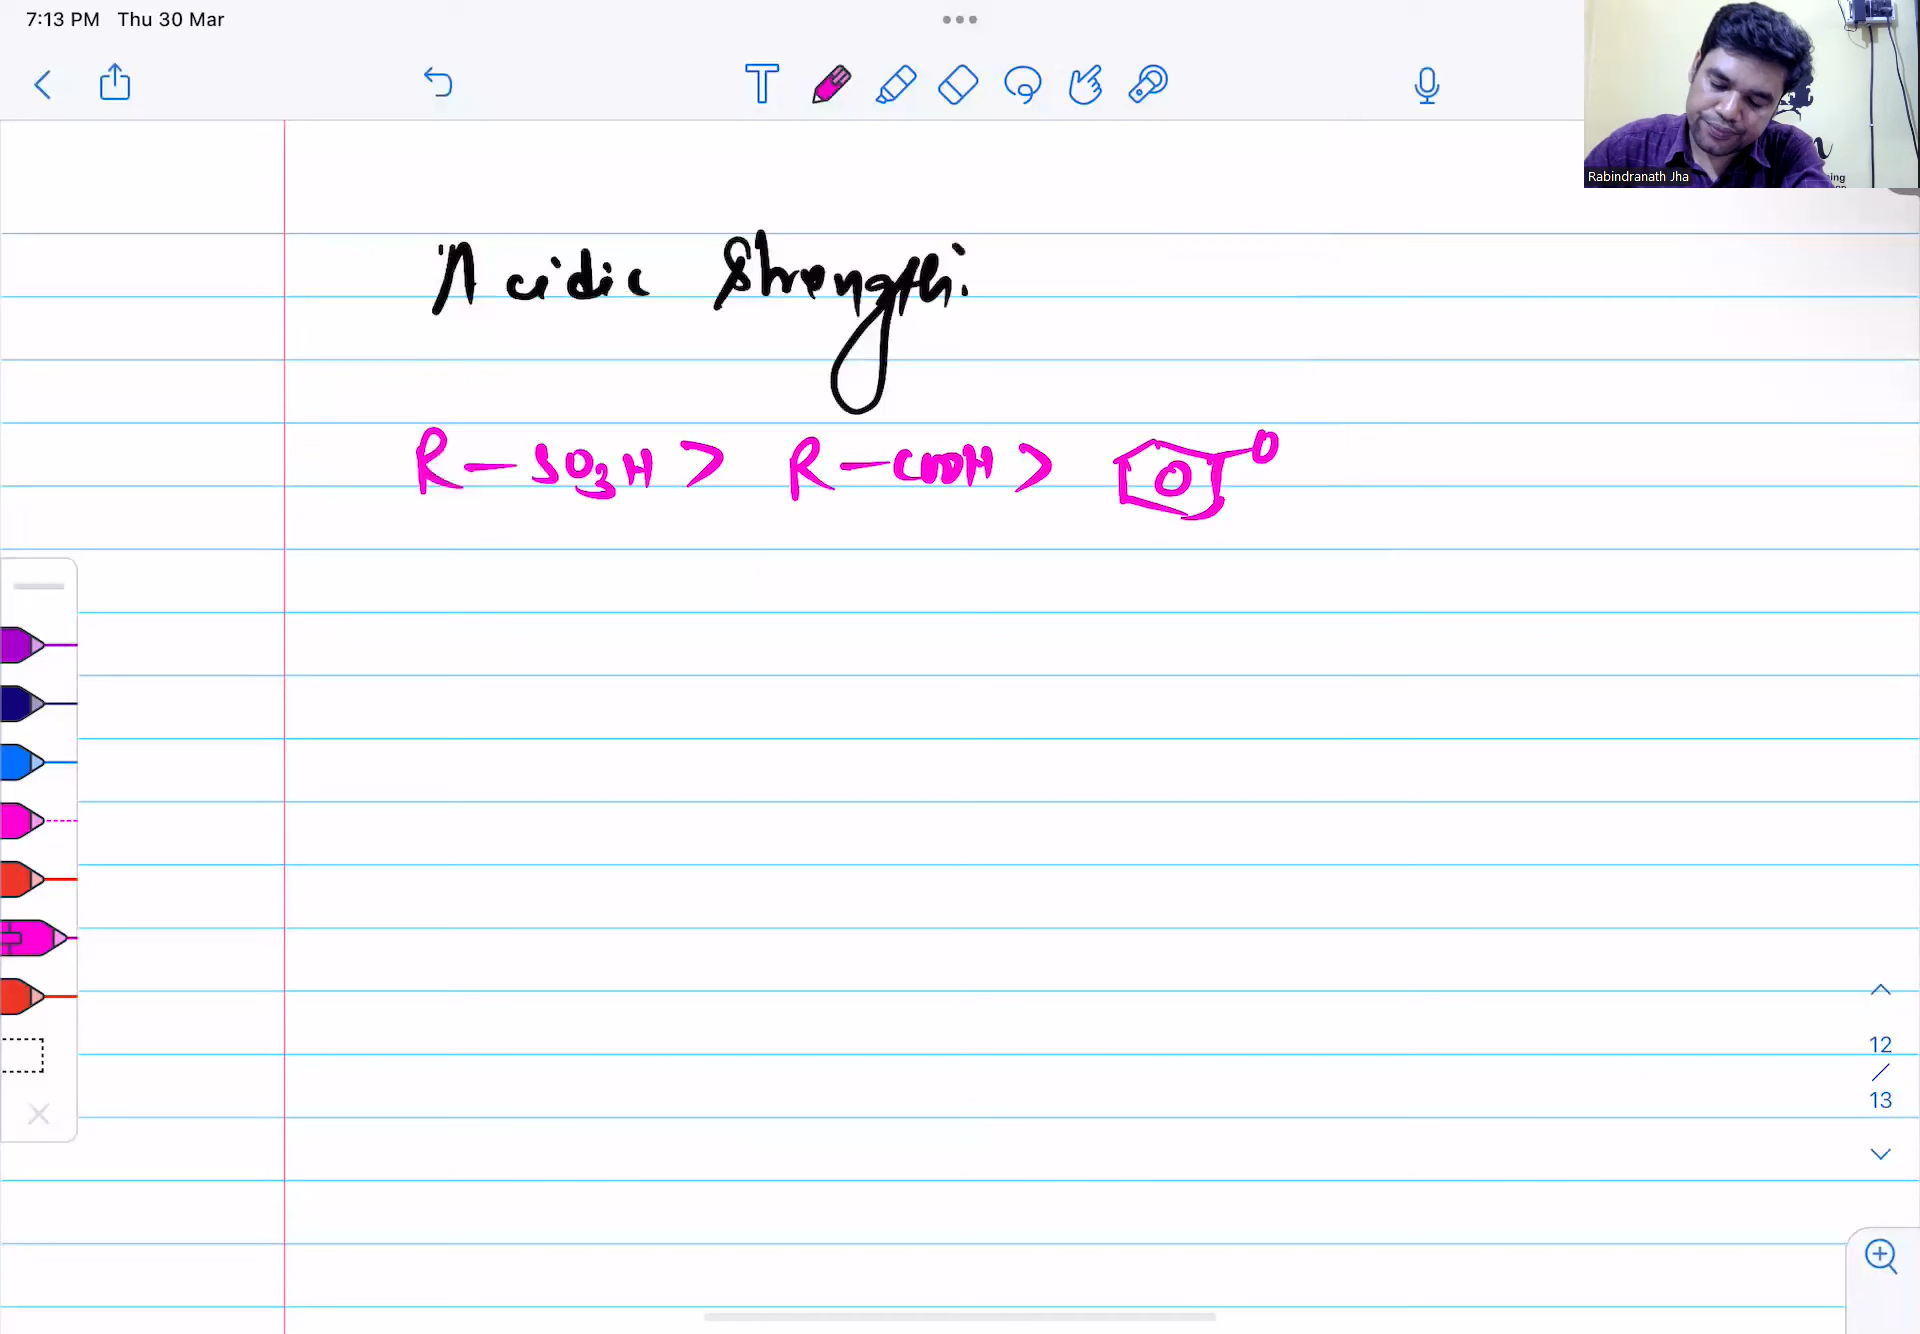 7:13 PM Thu 30 Mar
Rabindranath Jha
Acidic Strength:
R-SO3H > R-COOH > O
12
/
13